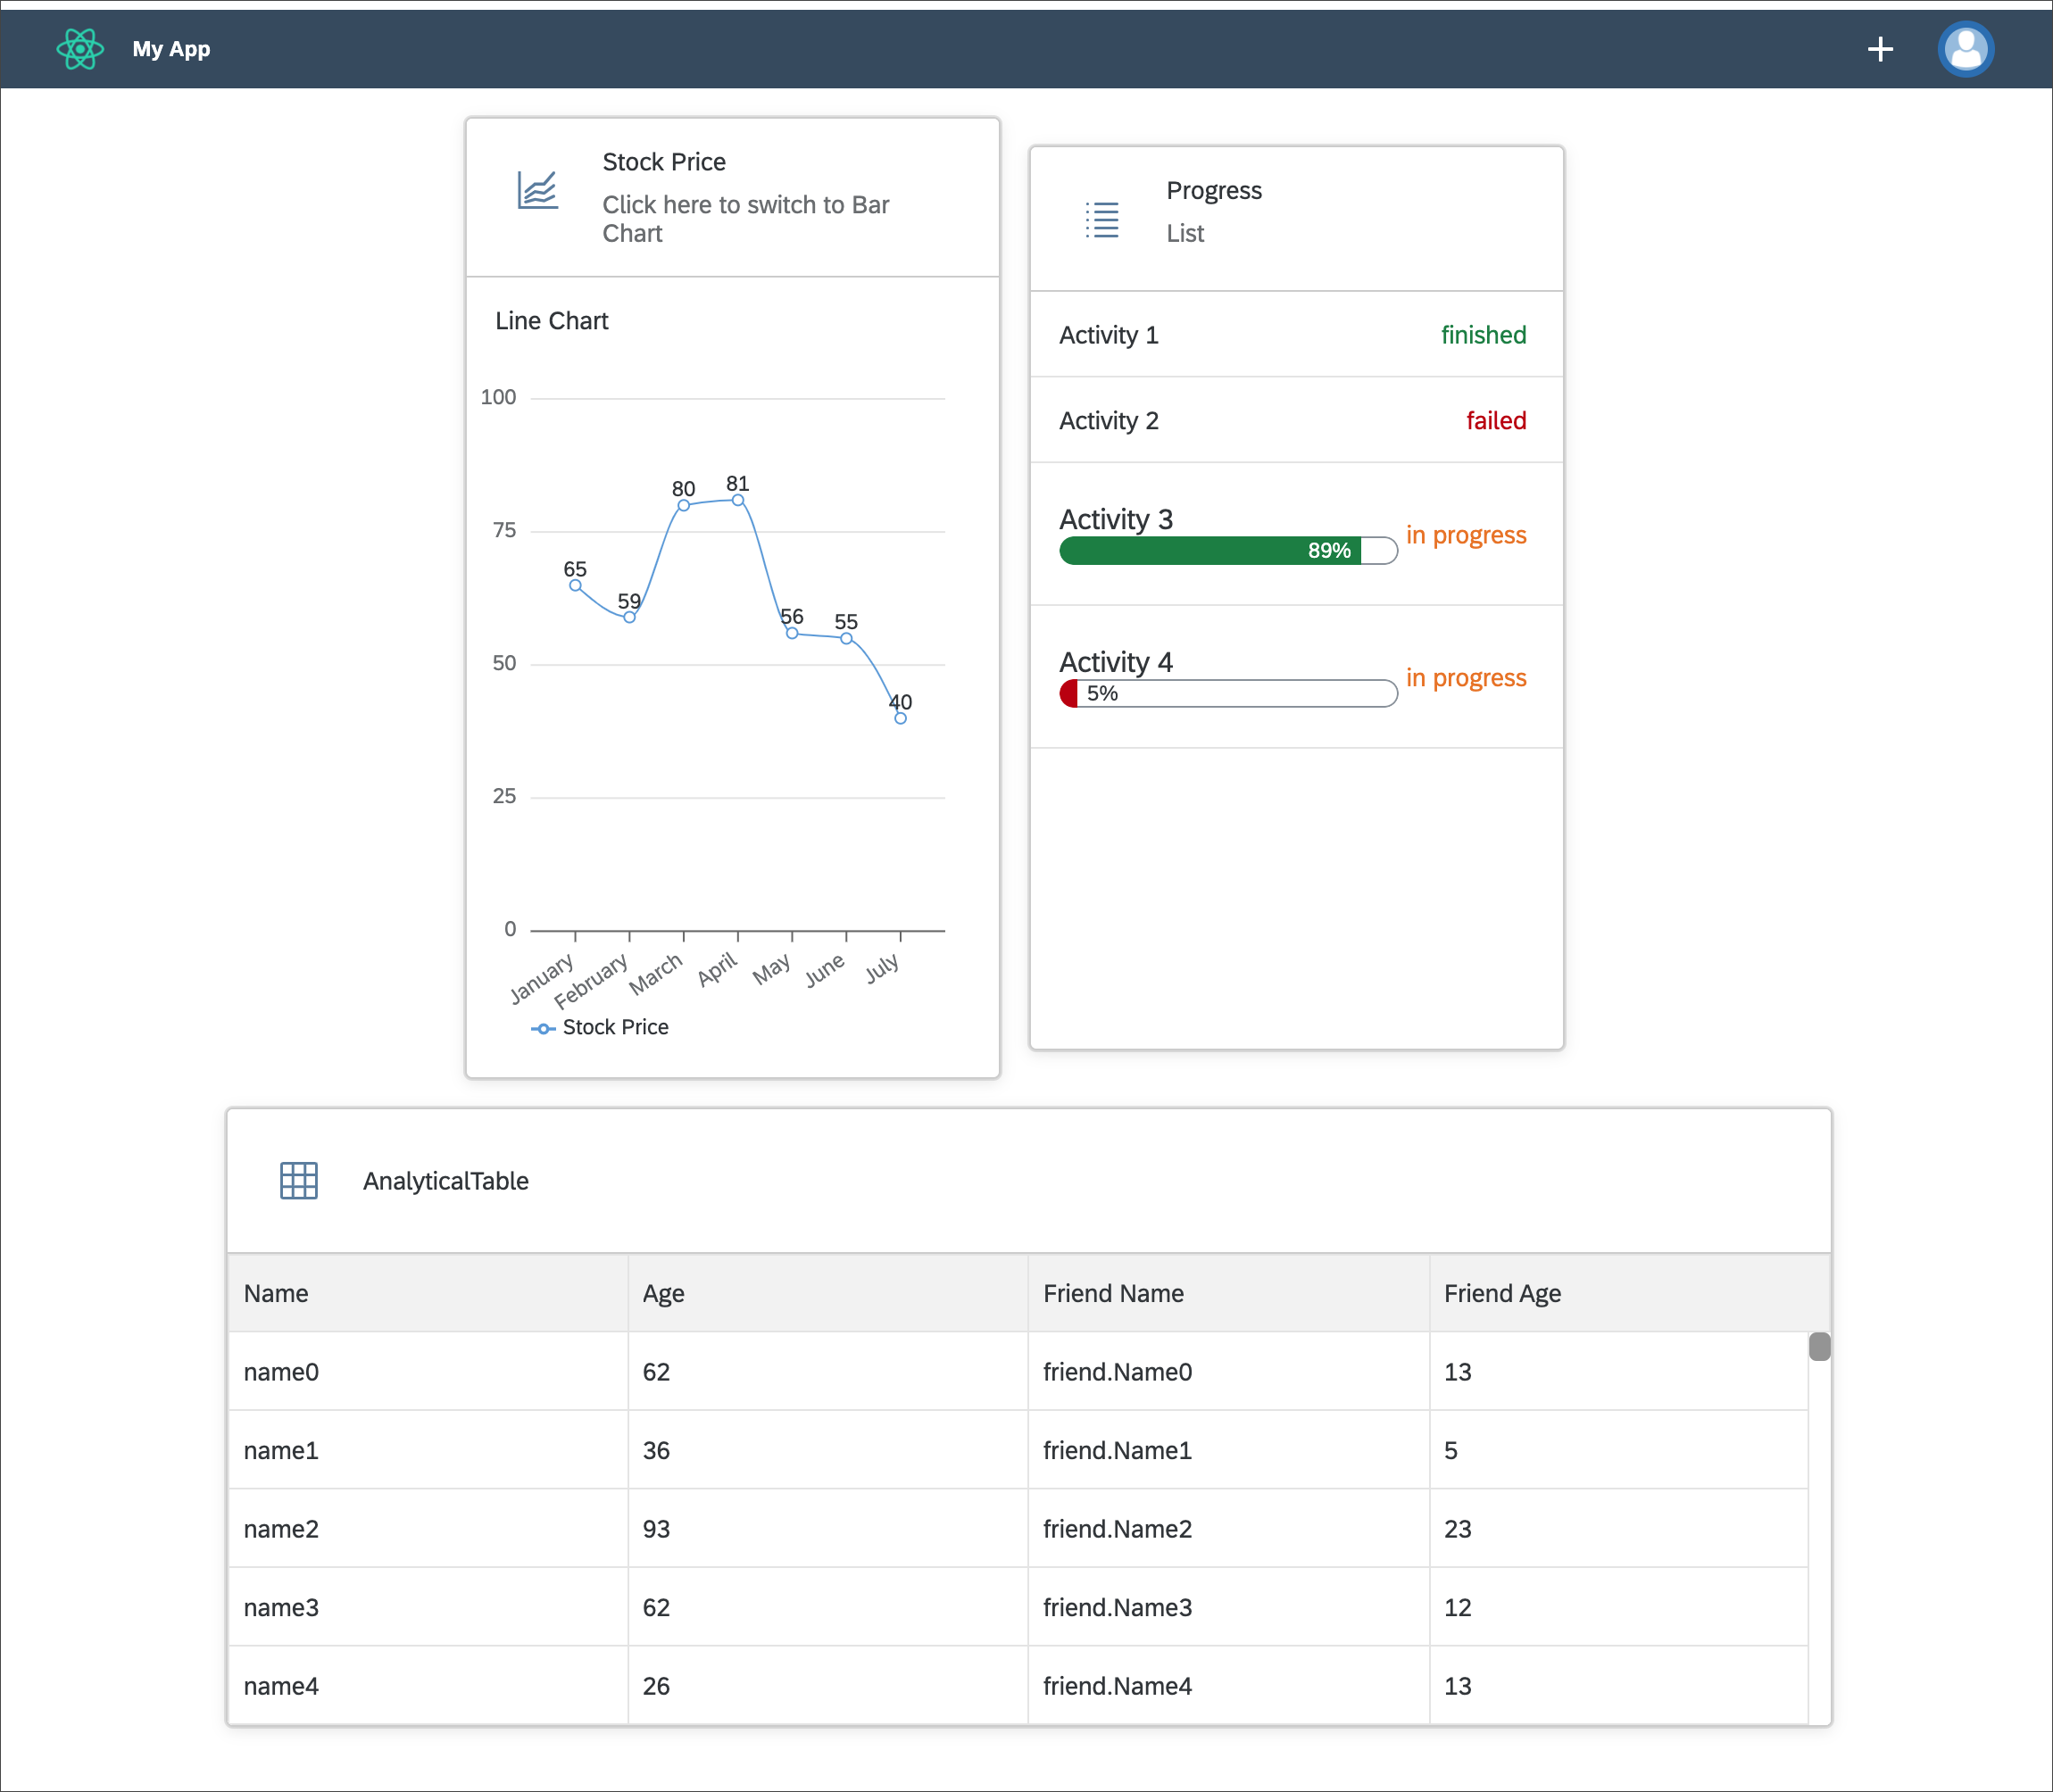 My App
Stock Price
Click here to switch to Bar
Chart
Line Chart
100
75
50
25
0
65
59
80
81
56
55
40
January
February
March
April
May
June
July
Stock Price
Progress
List
Activity 1 finished
Activity 2 failed
Activity 3
89%
in progress
Activity 4
5%
in progress
AnalyticalTable
Name Age Friend Name Friend Age
name0 62 friend.Name0 13
name1 36 friend.Name1 5
name2 93 friend.Name2 23
name3 62 friend.Name3 12
name4 26 friend.Name4 13